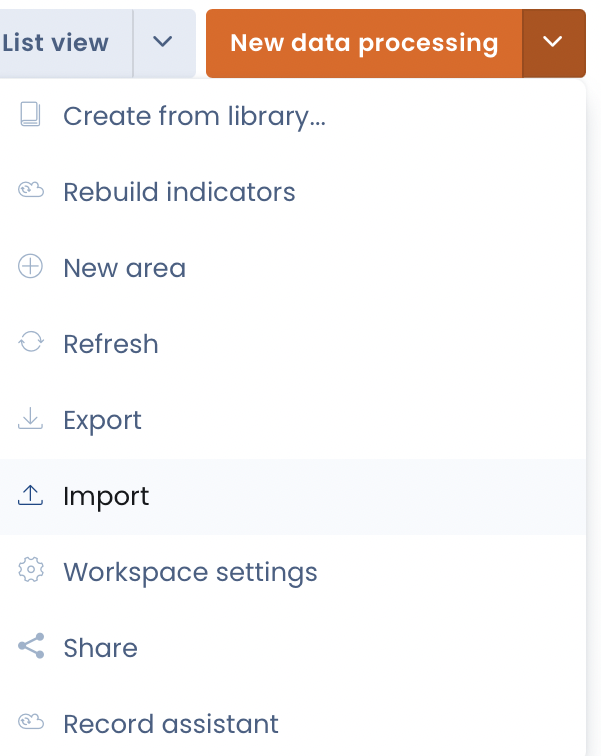 List view
New data processing
Create from library...
Rebuild indicators
New area
Refresh
Export
Import
Workspace settings
Share
Record assistant